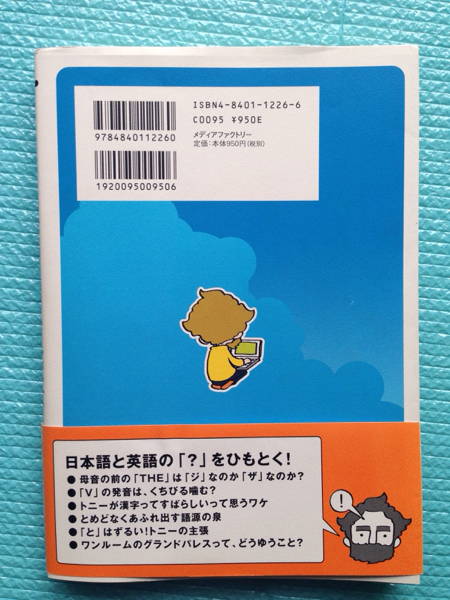 ISBN4-8401-1226-6
C0095 ¥950E
メディアファクトリー
定価:本体950円(税別)
9784840112260
1920095009506
日本語と英語の「?」をひもとく!
●母音の前の「THE」は「ジ」なのか「ザ」なのか?
●「V」の発音は、くちびる噛む?
●トニーが漢字ってすばらしいって思うワケ
●とめどなくあふれ出す語源の泉
●「と」はずるい!トニーの主張
●ワンルームのグランドパレスって、どうゆうこと?
!